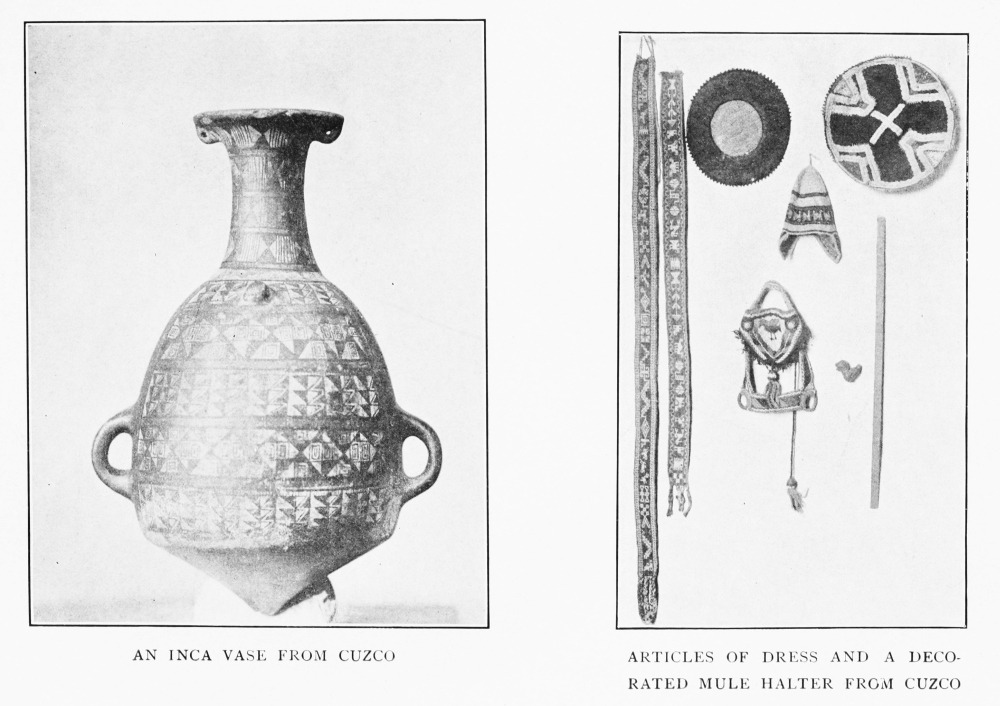 AN INCA VASE FROM CUZCO
ARTICLES OF DRESS AND A DECO-
RATED MULE HALTER FROM CUZCO